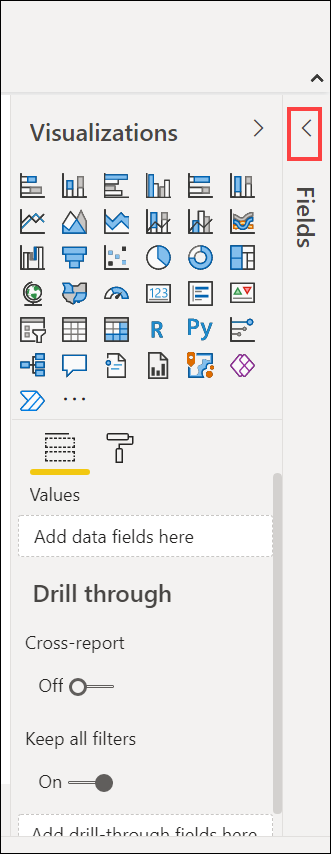 Visualizations
Fields
123
R
Py
Values
Add data fields here
Drill through
Cross-report
Off
Keep all filters
On
Add drill-through fields here